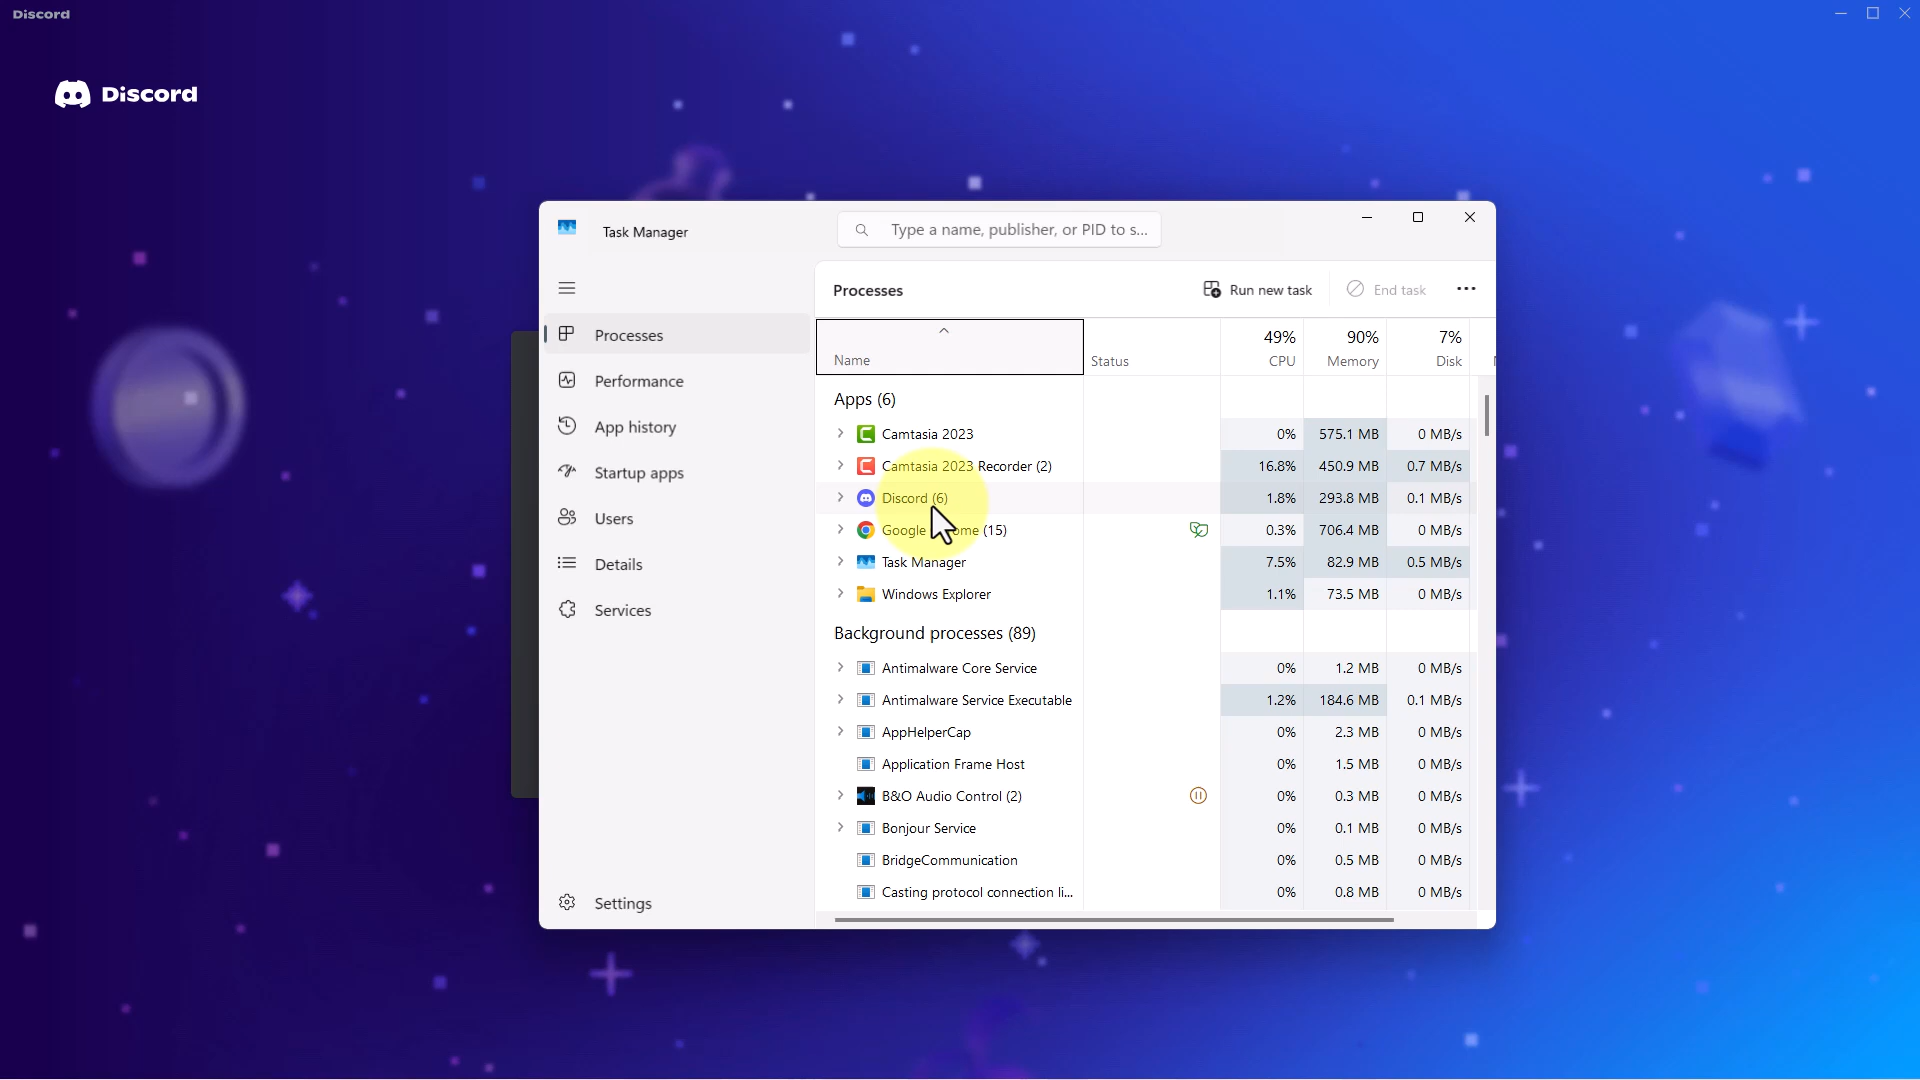 Discord
Discord
Task Manager
Type a name, publisher, or PID to s...
Processes
Run new task
End task
Processes
Performance
App history
Startup apps
Users
Details
Services
Settings
Name Status 49% CPU 90% Memory 7% Disk
Apps (6)
Camtasia 2023 0% 575.1 MB 0 MB/s
Camtasia 2023 Recorder (2) 16.8% 450.9 MB 0.7 MB/s
Discord (6) 1.8% 293.8 MB 0.1 MB/s
Google ome (15) 0.3% 706.4 MB 0 MB/s
Task Manager 7.5% 82.9 MB 0.5 MB/s
Windows Explorer 1.1% 73.5 MB 0 MB/s
Background processes (89)
Antimalware Core Service 0% 1.2 MB 0 MB/s
Antimalware Service Executable 1.2% 184.6 MB 0.1 MB/s
AppHelperCap 0% 2.3 MB 0 MB/s
Application Frame Host 0% 1.5 MB 0 MB/s
B&O Audio Control (2) 0% 0.3 MB 0 MB/s
Bonjour Service 0% 0.1 MB 0 MB/s
BridgeCommunication 0% 0.5 MB 0 MB/s
Casting protocol connection li... 0% 0.8 MB 0 MB/s